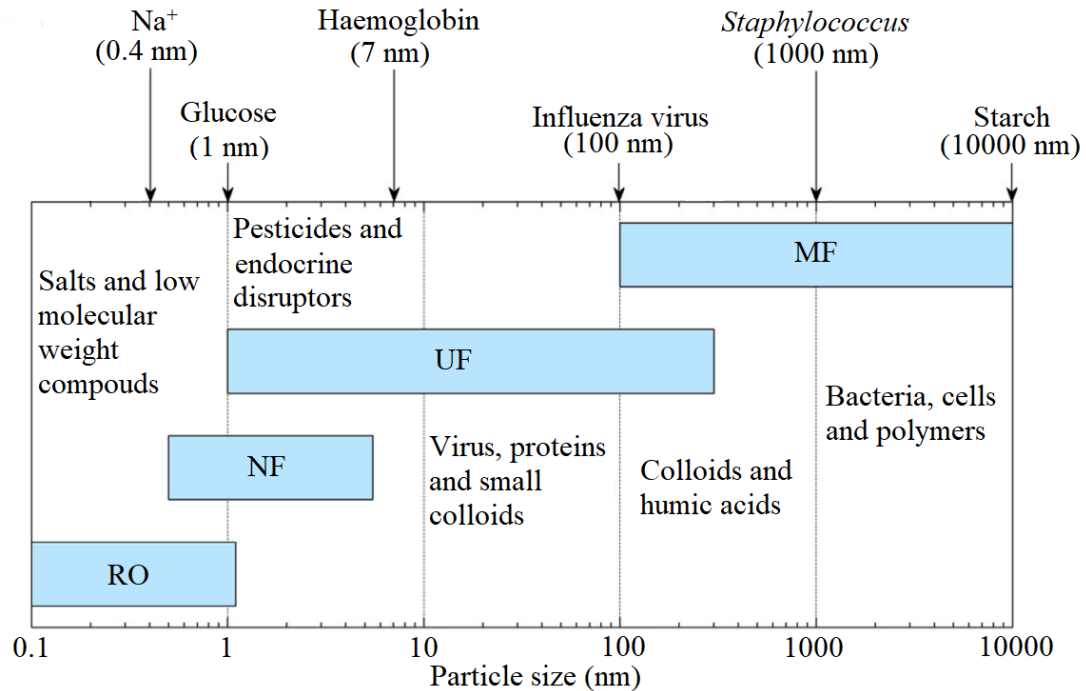 Na⁺
(0.4 nm)
Haemoglobin
(7 nm)
Staphylococcus
(1000 nm)
Glucose
(1 nm)
Influenza virus
(100 nm)
Starch
(10000 nm)
Pesticides and
endocrine
disruptors
MF
Salts and low
molecular
weight
compouds
UF
Bacteria, cells
and polymers
NF
Virus, proteins
and small
colloids
Colloids and
humic acids
RO
0.1 1 10 100 1000 10000
Particle size (nm)